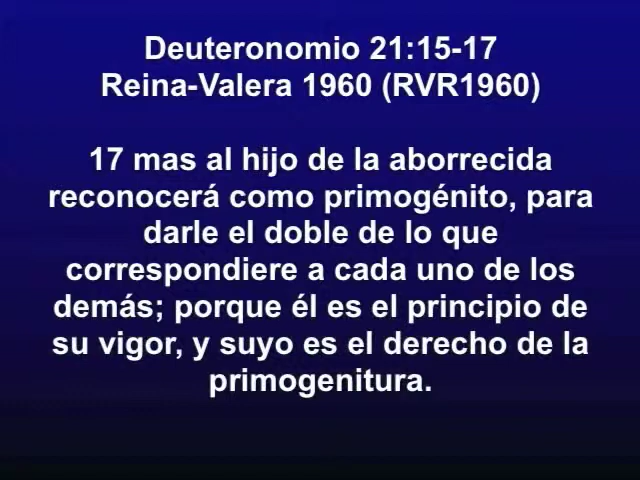 Deuteronomio 21:15-17
Reina-Valera 1960 (RVR1960)
17 mas al hijo de la aborrecida
reconocerá como primogénito, para
darle el doble de lo que
correspondiere a cada uno de los
demás; porque él es el principio de
su vigor, y suyo es el derecho de la
primogenitura.